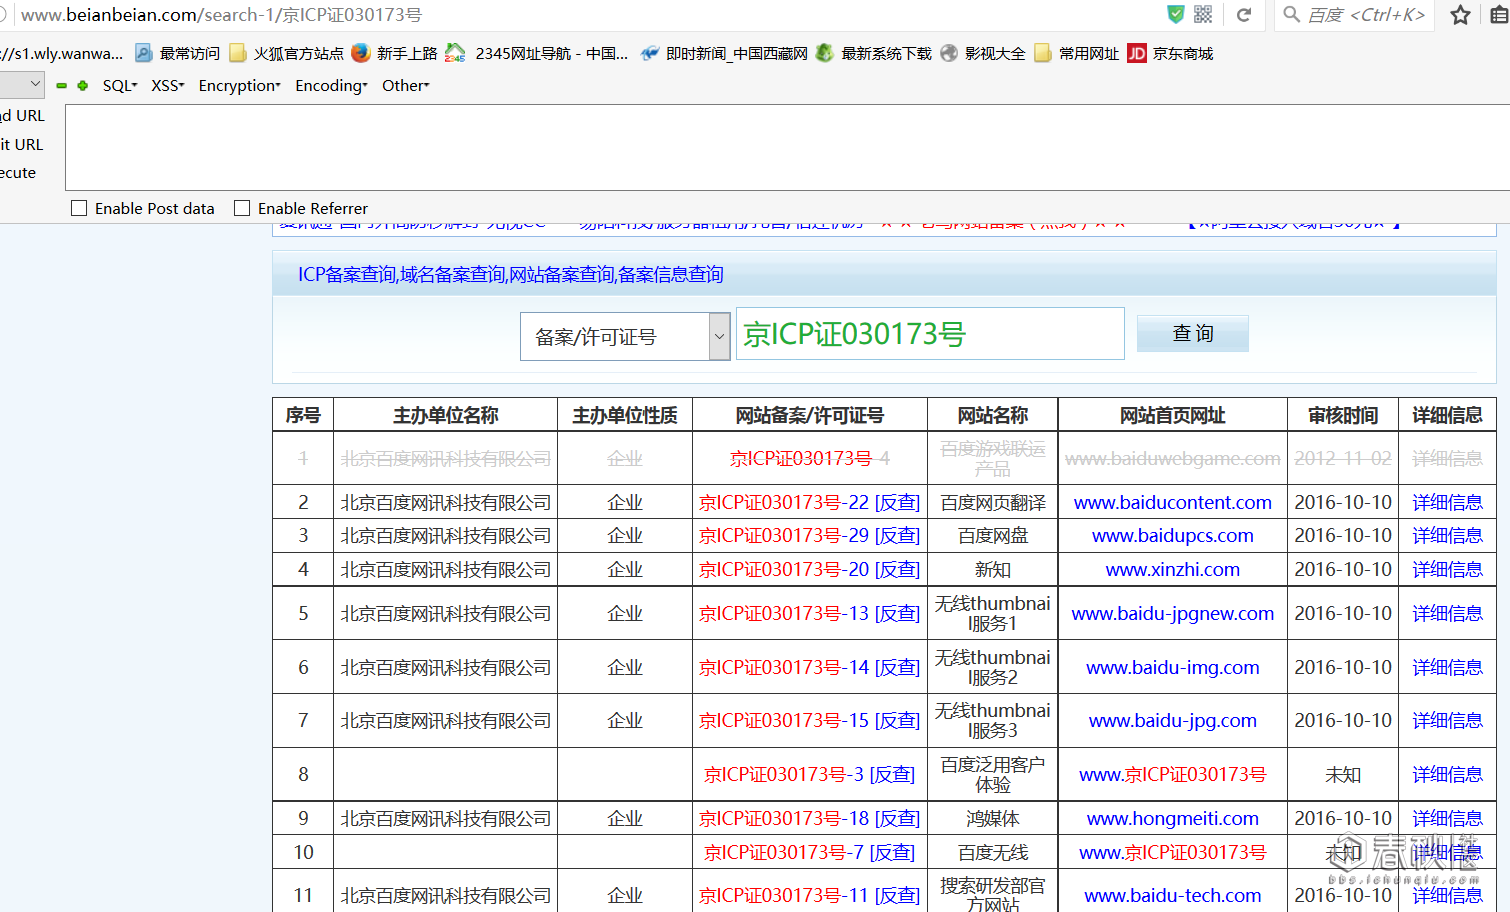 www.beianbeian.com/search-1/京ICP证030173号
百度 <Ctrl+K>
://s1.wly.wanwa... 最常访问 火狐官方站点 新手上路 2345网址导航 - 中国... 即时新闻_中国西藏网 最新系统下载 影视大全 常用网址 JD 京东商城
SQL XSS Encryption Encoding Other
d URL
it URL
ecute
Enable Post data Enable Referrer
ICP备案查询,域名备案查询,网站备案查询,备案信息查询
备案/许可证号 京ICP证030173号 查 询
序号 主办单位名称 主办单位性质 网站备案/许可证号 网站名称 网站首页网址 审核时间 详细信息
1 北京百度网讯科技有限公司 企业 京ICP证030173号-4 百度游戏联运产品 www.baiduwebgame.com 2012-11-02 详细信息
2 北京百度网讯科技有限公司 企业 京ICP证030173号-22 [反查] 百度网页翻译 www.baiducontent.com 2016-10-10 详细信息
3 北京百度网讯科技有限公司 企业 京ICP证030173号-29 [反查] 百度网盘 www.baidupcs.com 2016-10-10 详细信息
4 北京百度网讯科技有限公司 企业 京ICP证030173号-20 [反查] 新知 www.xinzhi.com 2016-10-10 详细信息
5 北京百度网讯科技有限公司 企业 京ICP证030173号-13 [反查] 无线thumbnail服务1 www.baidu-jpgnew.com 2016-10-10 详细信息
6 北京百度网讯科技有限公司 企业 京ICP证030173号-14 [反查] 无线thumbnail服务2 www.baidu-img.com 2016-10-10 详细信息
7 北京百度网讯科技有限公司 企业 京ICP证030173号-15 [反查] 无线thumbnail服务3 www.baidu-jpg.com 2016-10-10 详细信息
8 京ICP证030173号-3 [反查] 百度泛用客户体验 www.京ICP证030173号 未知 详细信息
9 北京百度网讯科技有限公司 企业 京ICP证030173号-18 [反查] 鸿媒体 www.hongmeiti.com 2016-10-10 详细信息
10 京ICP证030173号-7 [反查] 百度无线 www.京ICP证030173号 未知 详细信息
11 北京百度网讯科技有限公司 企业 京ICP证030173号-11 [反查] 搜索研发部官方网站 www.baidu-tech.com 2016-10-10 详细信息
春秋
bbs.ichunqiu.com